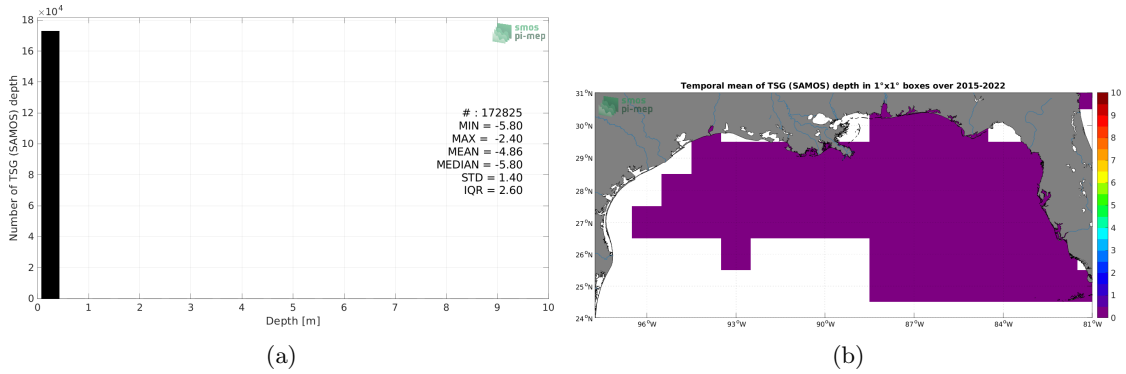 ×10⁴
18
16
14
12
10
8
6
4
2
0
Number of TSG (SAMOS) depth
smos
pi-mep
# : 172825
MIN = -5.80
MAX = -2.40
MEAN = -4.86
MEDIAN = -5.80
STD = 1.40
IQR = 2.60
0 1 2 3 4 5 6 7 8 9 10
Depth [m]
(a)
Temporal mean of TSG (SAMOS) depth in 1°x1° boxes over 2015-2022
smos
pi-mep
31°N
30°N
29°N
28°N
27°N
26°N
25°N
24°N
96°W 93°W 90°W 87°W 84°W 81°W
10
9
8
7
6
5
4
3
2
1
0
(b)